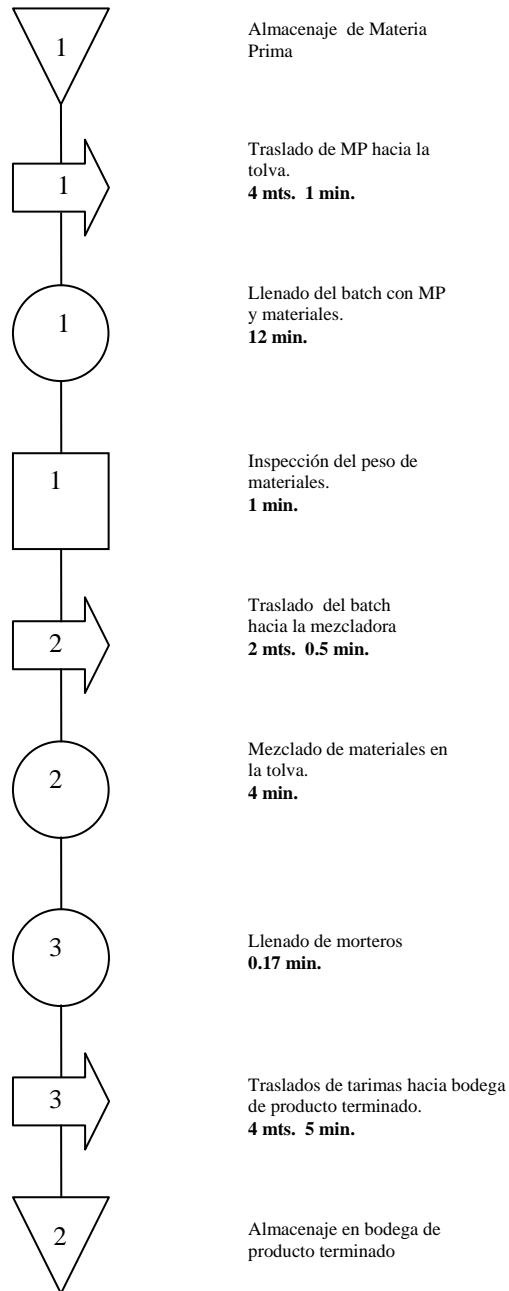 1
Almacenaje de Materia
Prima
1
Traslado de MP hacia la
tolva.
4 mts. 1 min.
1
Llenado del batch con MP
y materiales.
12 min.
1
Inspección del peso de
materiales.
1 min.
2
Traslado del batch
hacia la mezcladora
2 mts. 0.5 min.
2
Mezclado de materiales en
la tolva.
4 min.
3
Llenado de morteros
0.17 min.
3
Traslados de tarimas hacia bodega
de producto terminado.
4 mts. 5 min.
2
Almacenaje en bodega de
producto terminado